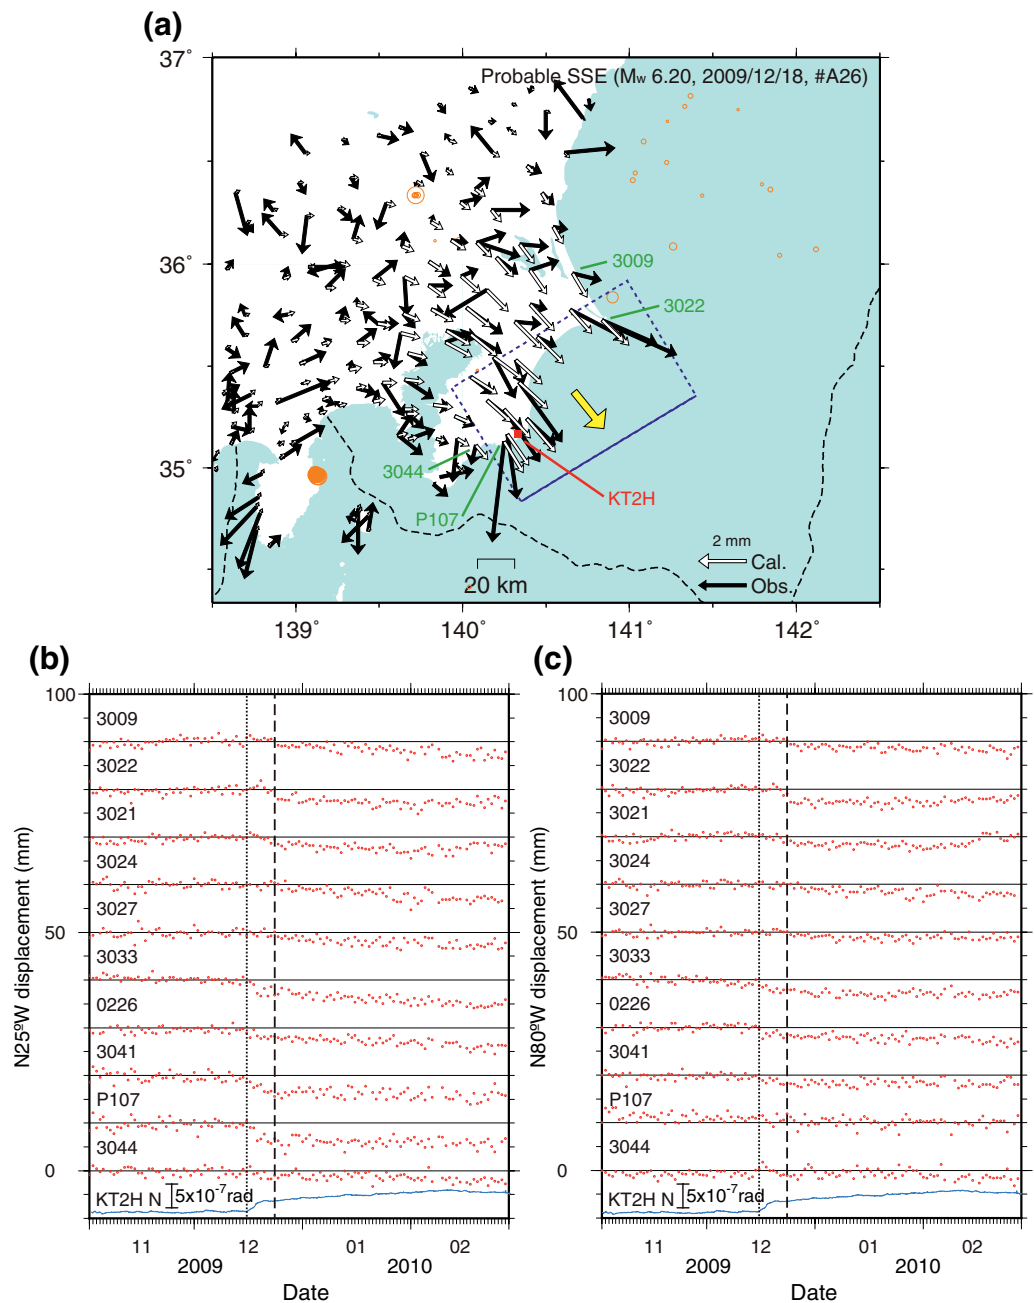 (a)
37°
Probable SSE (Mw 6.20, 2009/12/18, #A26)
3009
36°
3022
3044
35°
KT2H
P107
2 mm
Cal.
20 km
Obs.
139°
140°
141°
142°
(b)
100
3009
3022
3021
3024
3027
50
3033
0226
3041
P107
3044
0
KT2H N
5x10-7rad
N25ºW displacement (mm)
11
12
01
02
2009
2010
Date
(c)
100
3009
3022
3021
3024
3027
50
3033
0226
3041
P107
3044
0
KT2H N
5x10-7rad
N80ºW displacement (mm)
11
12
01
02
2009
2010
Date